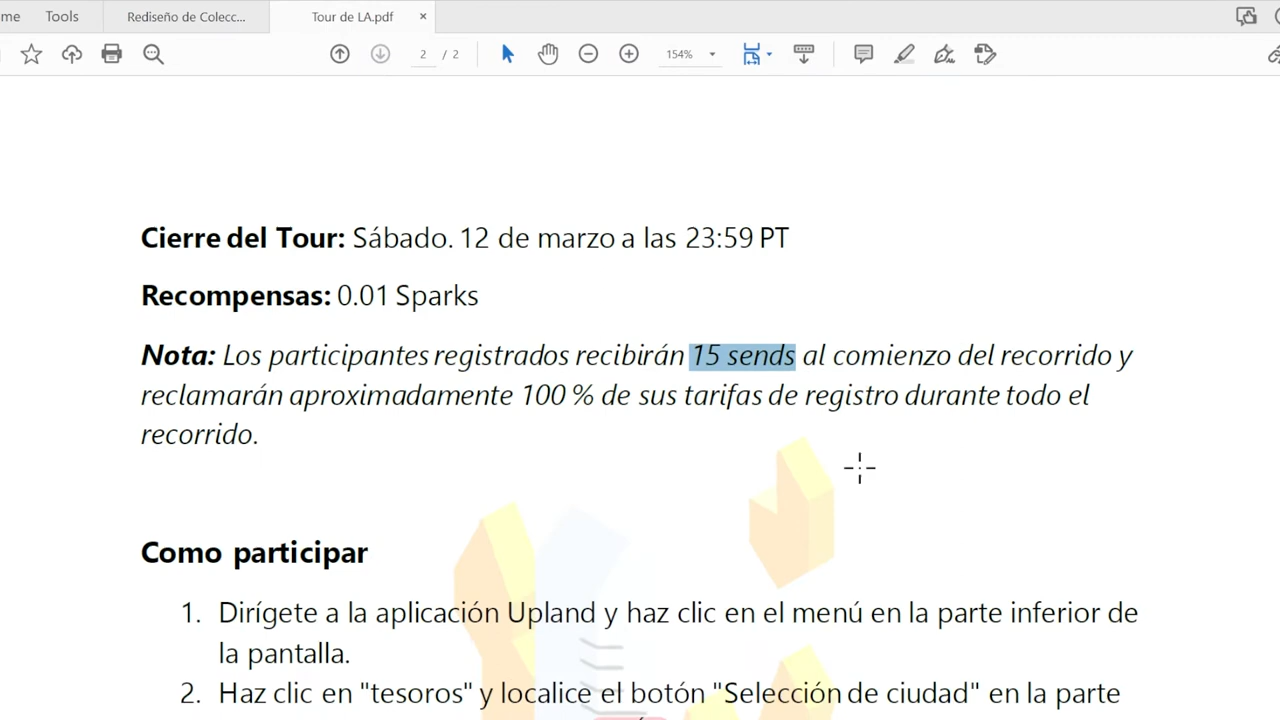 me Tools Rediseño de Colecc... Tour de LA.pdf ×
2 / 2 154%
Cierre del Tour: Sábado. 12 de marzo a las 23:59 PT
Recompensas: 0.01 Sparks
Nota: Los participantes registrados recibirán 15 sends al comienzo del recorrido y
reclamarán aproximadamente 100 % de sus tarifas de registro durante todo el
recorrido.
Como participar
1. Dirígete a la aplicación Upland y haz clic en el menú en la parte inferior de
la pantalla.
2. Haz clic en "tesoros" y localice el botón "Selección de ciudad" en la parte